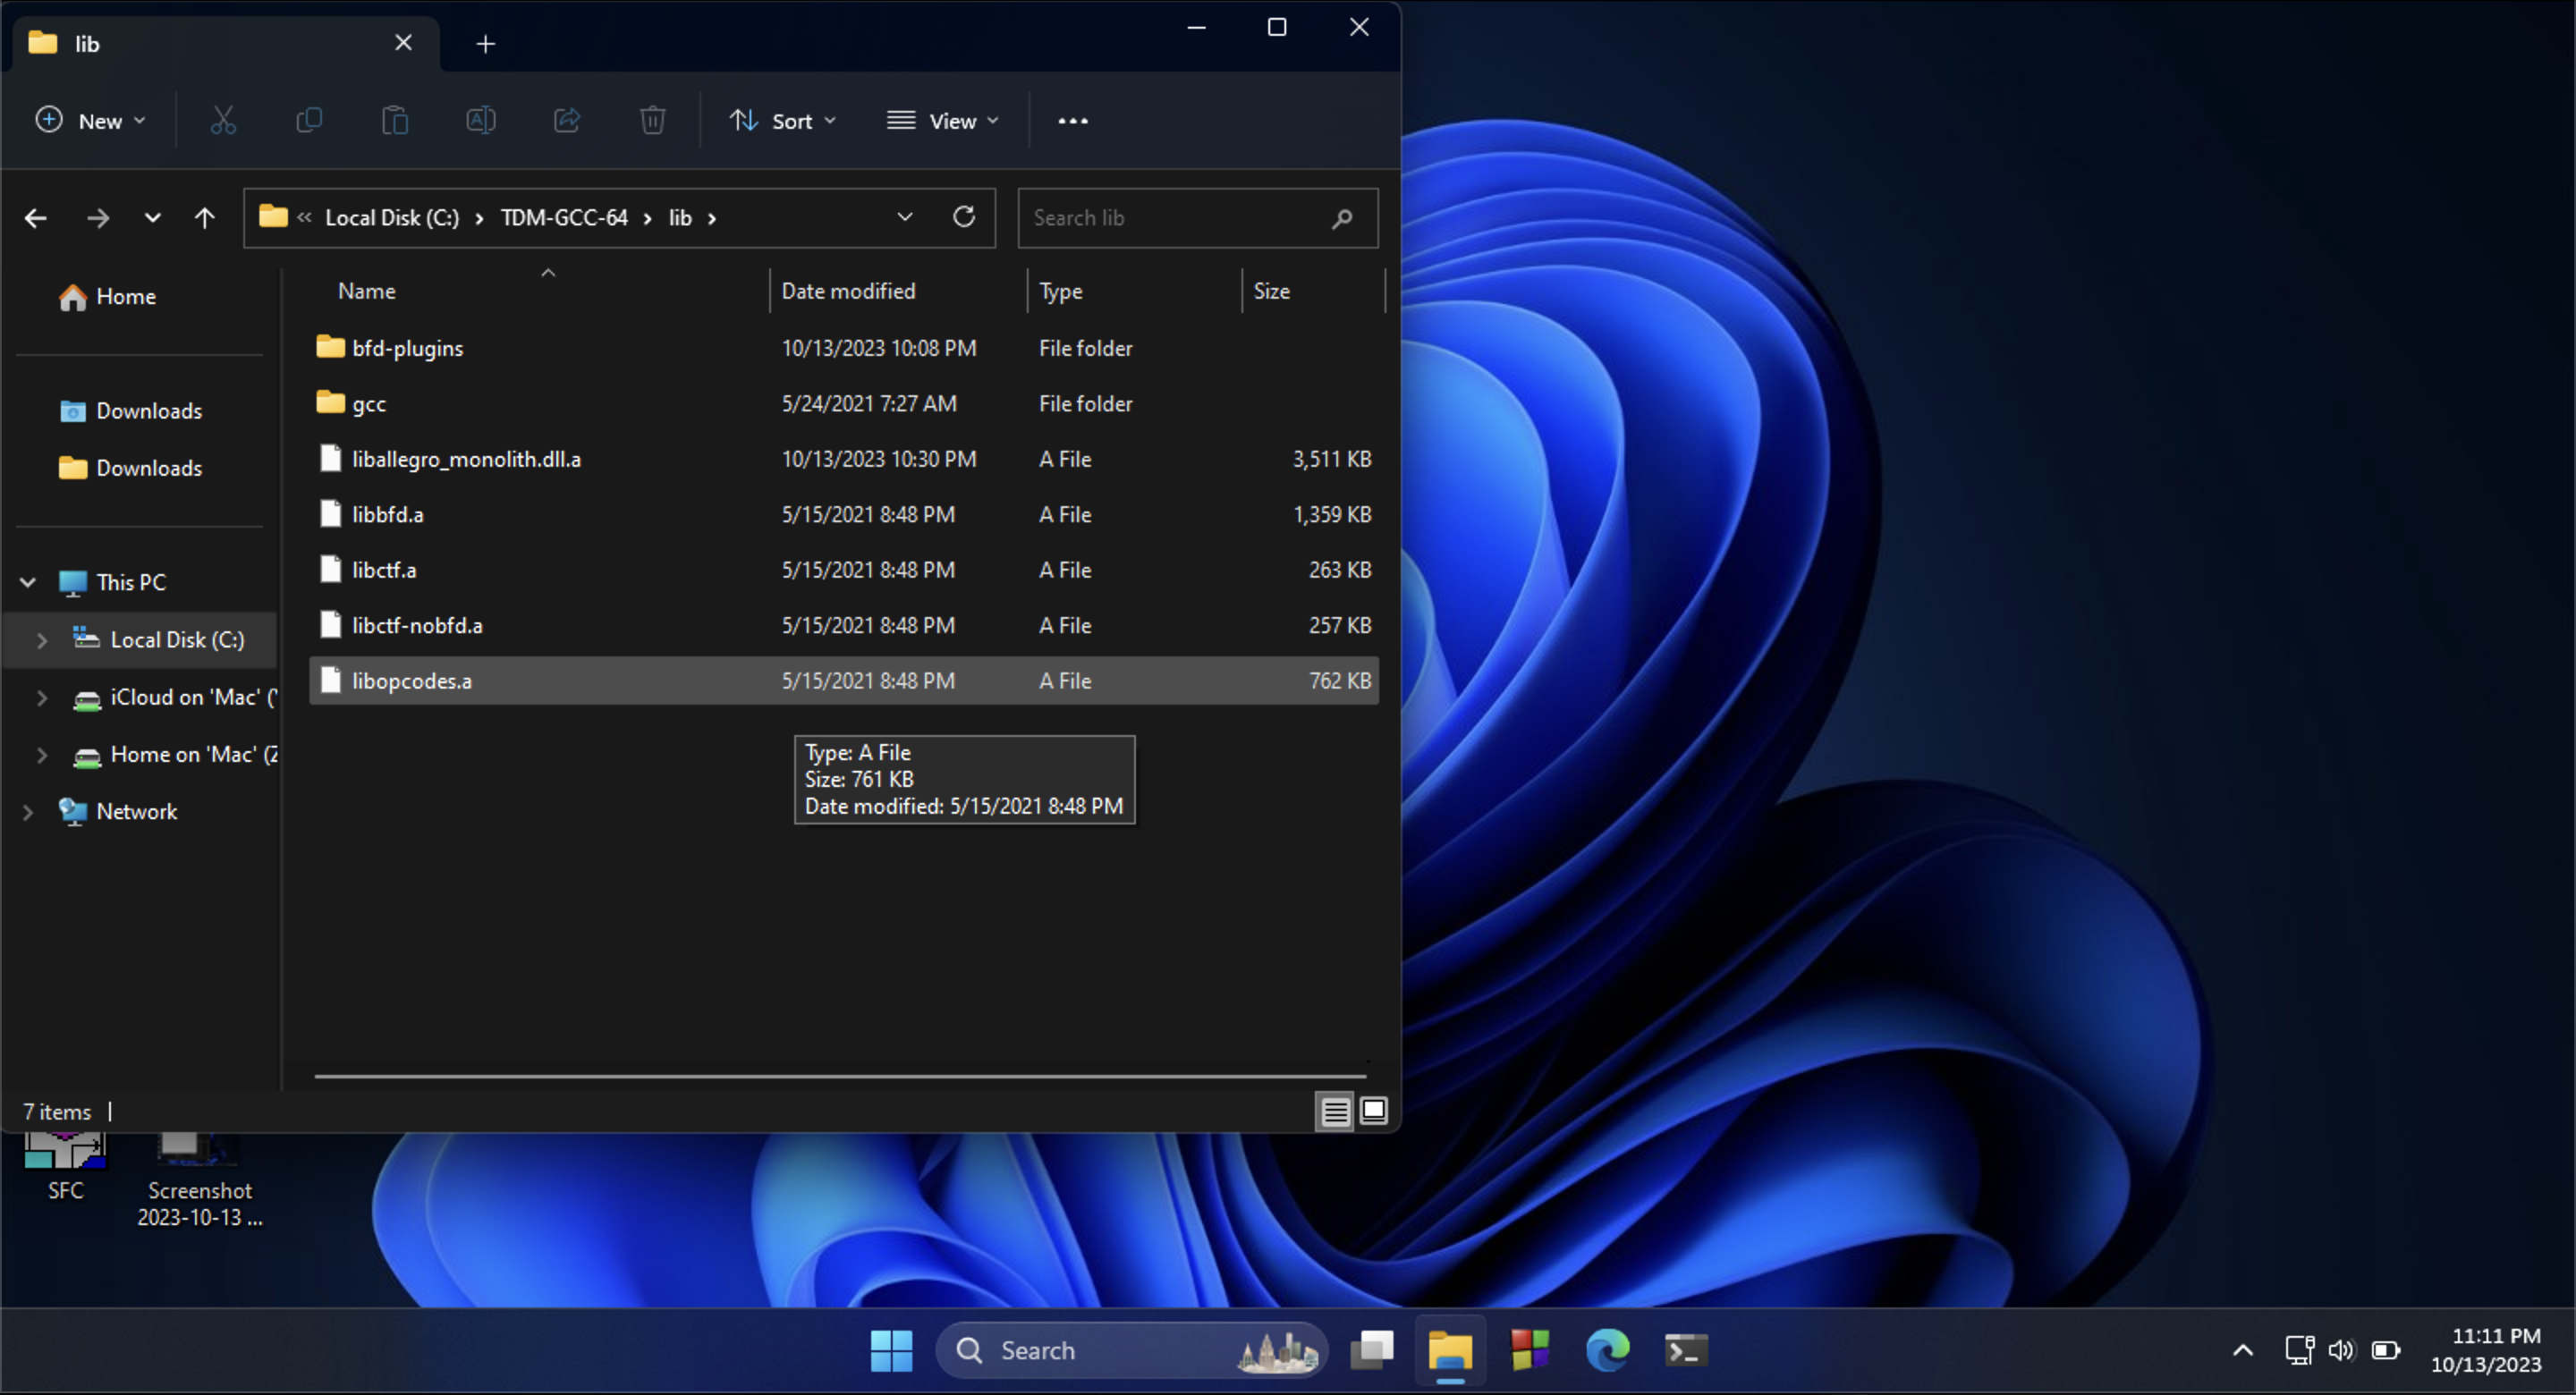 lib
New
Sort
View
Local Disk (C:) TDM-GCC-64 lib
Search lib
Home
Downloads
Downloads
This PC
Local Disk (C:)
iCloud on 'Mac' ('
Home on 'Mac' (Z
Network
Name Date modified Type Size
bfd-plugins 10/13/2023 10:08 PM File folder
gcc 5/24/2021 7:27 AM File folder
liballegro_monolith.dll.a 10/13/2023 10:30 PM A File 3,511 KB
libbfd.a 5/15/2021 8:48 PM A File 1,359 KB
libctf.a 5/15/2021 8:48 PM A File 263 KB
libctf-nobfd.a 5/15/2021 8:48 PM A File 257 KB
libopcodes.a 5/15/2021 8:48 PM A File 762 KB
Type: A File
Size: 761 KB
Date modified: 5/15/2021 8:48 PM
7 items
SFC
Screenshot
2023-10-13 ...
Search
11:11 PM
10/13/2023